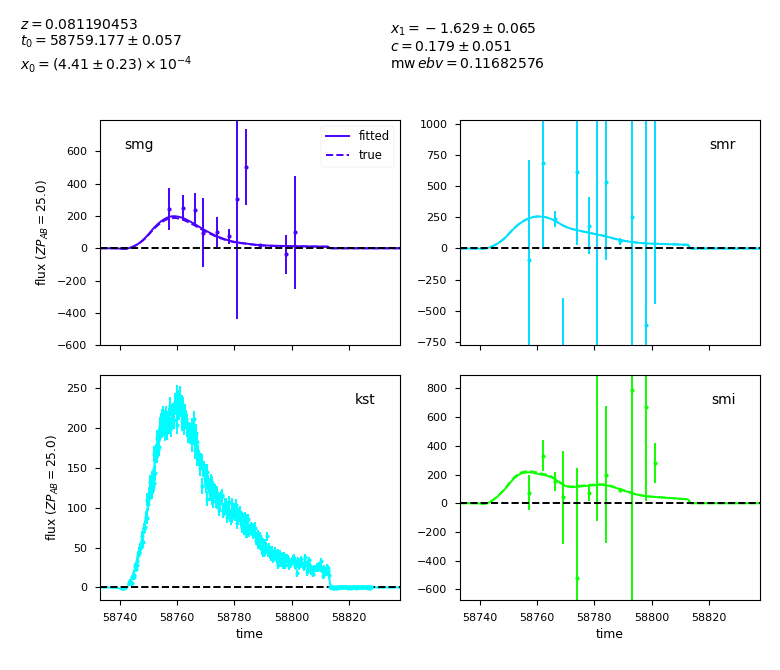 z = 0.081190453
t₀ = 58759.177 ± 0.057
x₀ = (4.41 ± 0.23) × 10⁻⁴
x₁ = −1.629 ± 0.065
c = 0.179 ± 0.051
mw ebv = 0.11682576
smg
fitted
true
flux (ZP_AB = 25.0)
600
400
200
0
−200
−400
−600
smr
1000
750
500
250
0
−250
−500
−750
kst
flux (ZP_AB = 25.0)
250
200
150
100
50
0
58740 58760 58780 58800 58820
time
smi
800
600
400
200
0
−200
−400
−600
58740 58760 58780 58800 58820
time